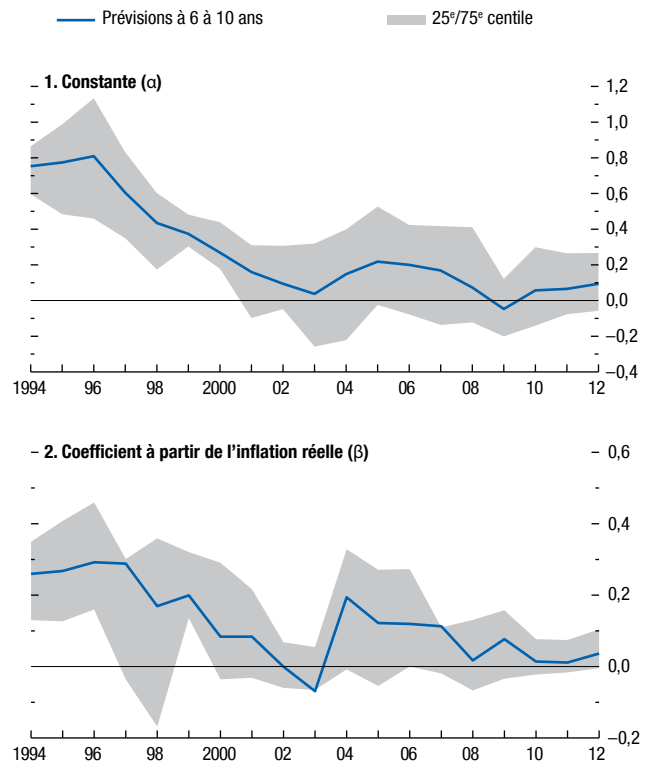 Prévisions à 6 à 10 ans
25e/75e centile
1. Constante (α)
1,2
1,0
0,8
0,6
0,4
0,2
0,0
–0,2
–0,4
1994 96 98 2000 02 04 06 08 10 12
2. Coefficient à partir de l’inflation réelle (β)
0,6
0,4
0,2
0,0
–0,2
1994 96 98 2000 02 04 06 08 10 12